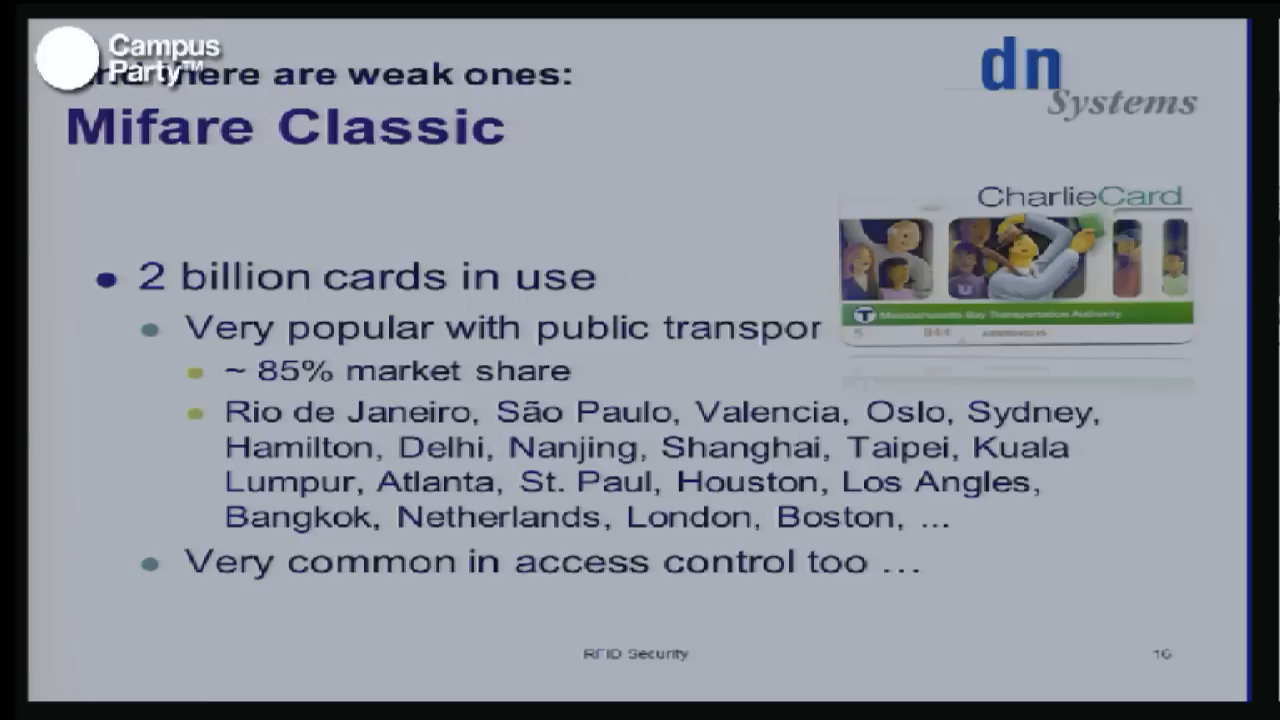 Campus
Party™
here are weak ones:
Mifare Classic
dn
Systems
CharlieCard
Massachusetts Bay Transportation Authority
5
• 2 billion cards in use
• Very popular with public transpor
• ~ 85% market share
• Rio de Janeiro, São Paulo, Valencia, Oslo, Sydney,
Hamilton, Delhi, Nanjing, Shanghai, Taipei, Kuala
Lumpur, Atlanta, St. Paul, Houston, Los Angles,
Bangkok, Netherlands, London, Boston, ...
• Very common in access control too ...
RFID Security
16